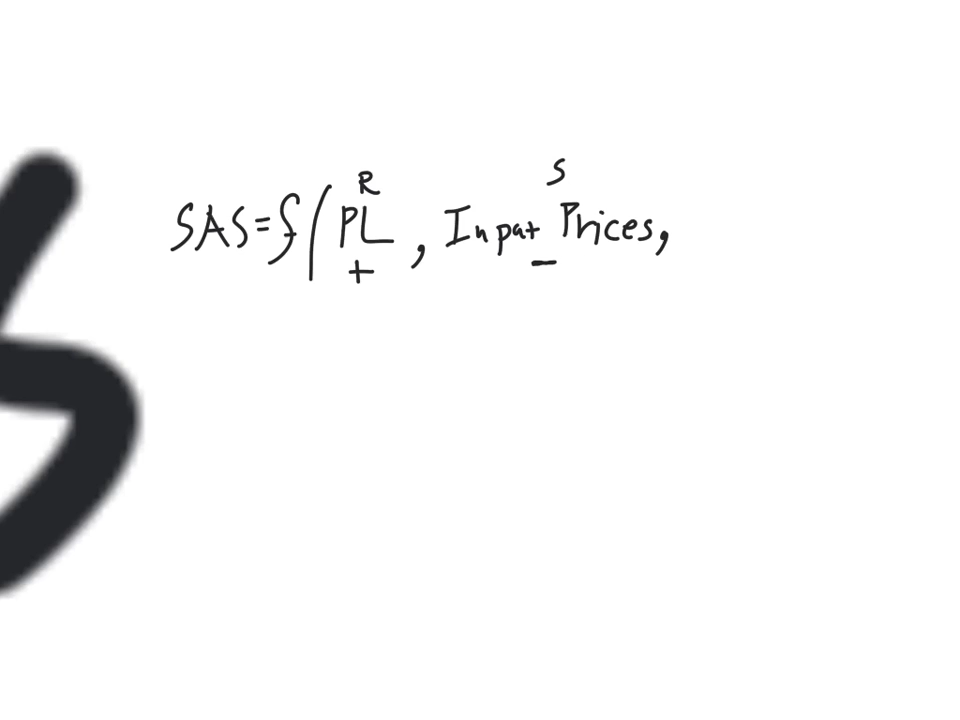 R S
SAS=f(PL, Input Prices,
+ -